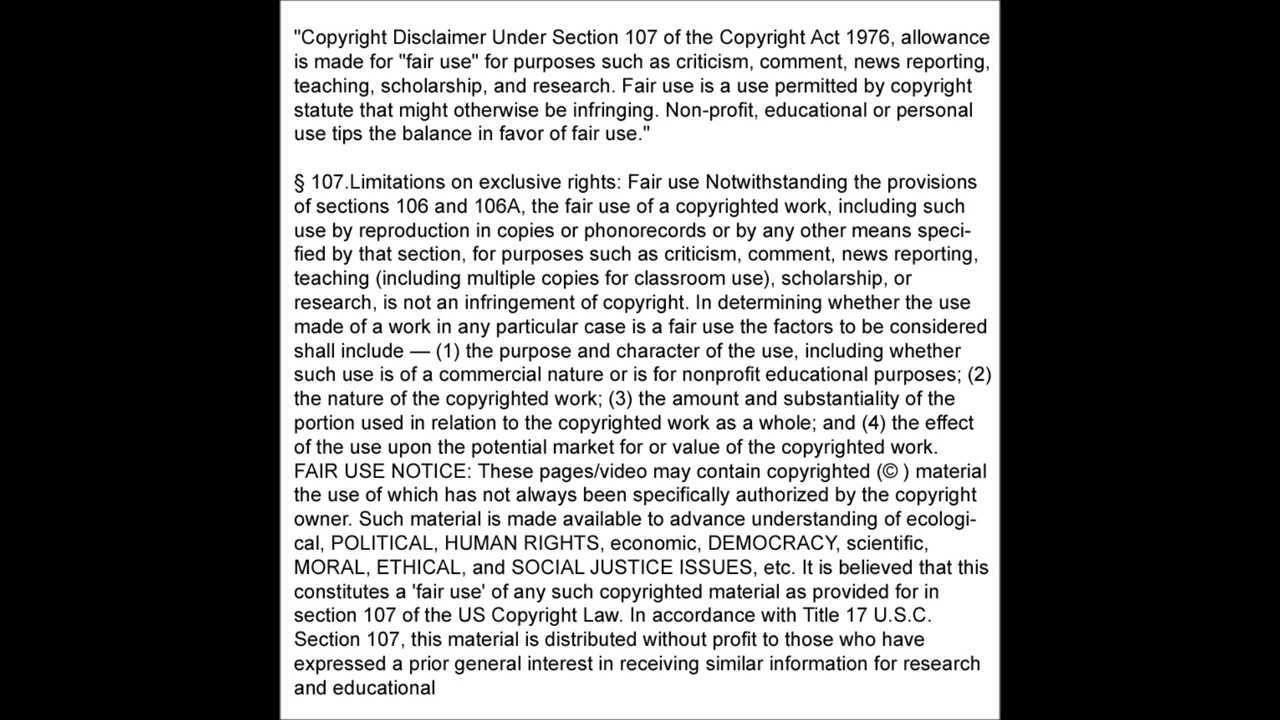 "Copyright Disclaimer Under Section 107 of the Copyright Act 1976, allowance
is made for "fair use" for purposes such as criticism, comment, news reporting,
teaching, scholarship, and research. Fair use is a use permitted by copyright
statute that might otherwise be infringing. Non-profit, educational or personal
use tips the balance in favor of fair use."
§ 107.Limitations on exclusive rights: Fair use Notwithstanding the provisions
of sections 106 and 106A, the fair use of a copyrighted work, including such
use by reproduction in copies or phonorecords or by any other means speci-
fied by that section, for purposes such as criticism, comment, news reporting,
teaching (including multiple copies for classroom use), scholarship, or
research, is not an infringement of copyright. In determining whether the use
made of a work in any particular case is a fair use the factors to be considered
shall include — (1) the purpose and character of the use, including whether
such use is of a commercial nature or is for nonprofit educational purposes; (2)
the nature of the copyrighted work; (3) the amount and substantiality of the
portion used in relation to the copyrighted work as a whole; and (4) the effect
of the use upon the potential market for or value of the copyrighted work.
FAIR USE NOTICE: These pages/video may contain copyrighted (© ) material
the use of which has not always been specifically authorized by the copyright
owner. Such material is made available to advance understanding of ecologi-
cal, POLITICAL, HUMAN RIGHTS, economic, DEMOCRACY, scientific,
MORAL, ETHICAL, and SOCIAL JUSTICE ISSUES, etc. It is believed that this
constitutes a 'fair use' of any such copyrighted material as provided for in
section 107 of the US Copyright Law. In accordance with Title 17 U.S.C.
Section 107, this material is distributed without profit to those who have
expressed a prior general interest in receiving similar information for research
and educational